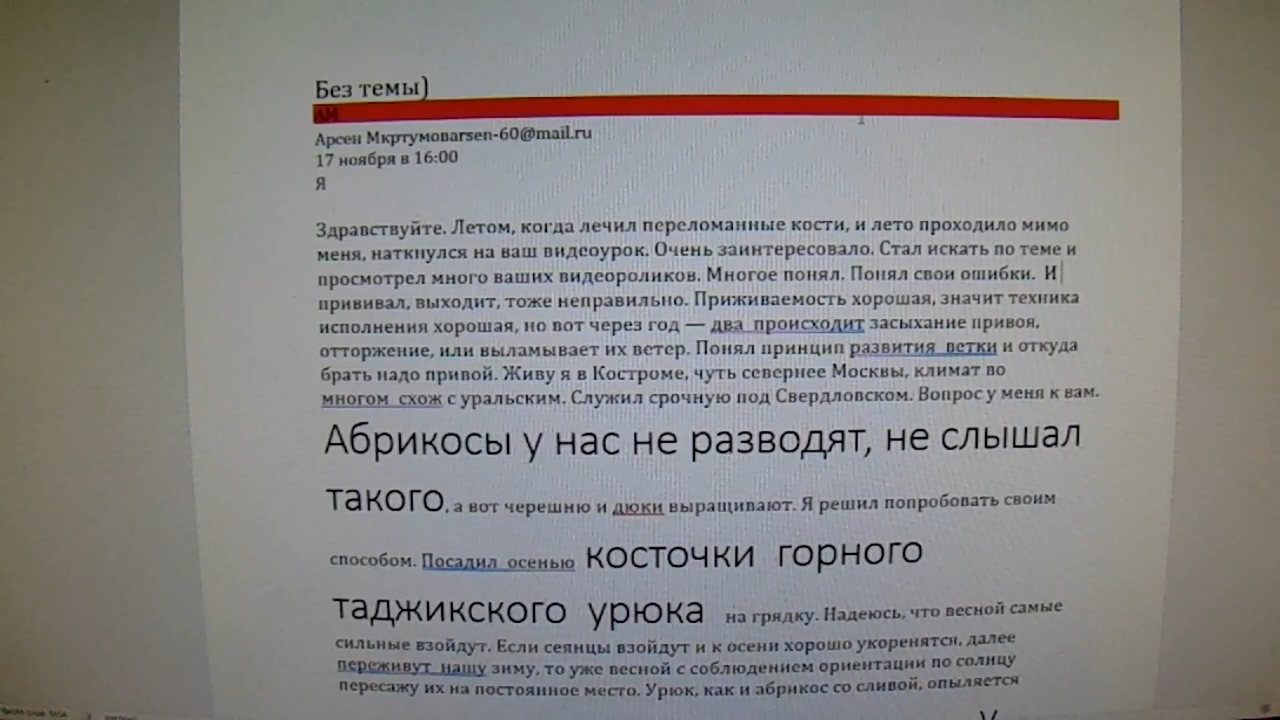 Без темы)
АМ
Арсен Мкртумовarsen-60@mail.ru
17 ноября в 16:00
Я
Здравствуйте. Летом, когда лечил переломанные кости, и лето проходило мимо
меня, наткнулся на ваш видеоурок. Очень заинтересовало. Стал искать по теме и
просмотрел много ваших видеороликов. Многое понял. Понял свои ошибки. И
прививал, выходит, тоже неправильно. Приживаемость хорошая, значит техника
исполнения хорошая, но вот через год — два происходит засыхание привоя,
отторжение, или выламывает их ветер. Понял принцип развития ветки и откуда
брать надо привой. Живу я в Костроме, чуть севернее Москвы, климат во
многом схож с уральским. Служил срочную под Свердловском. Вопрос у меня к вам.
Абрикосы у нас не разводят, не слышал
такого, а вот черешню и дюки выращивают. Я решил попробовать своим
способом. Посадил осенью косточки горного
таджикского урюка на грядку. Надеюсь, что весной самые
сильные взойдут. Если сеянцы взойдут и к осени хорошо укоренятся, далее
переживут нашу зиму, то уже весной с соблюдением ориентации по солнцу
пересажу их на постоянное место. Урюк, как и абрикос со сливой, опыляется